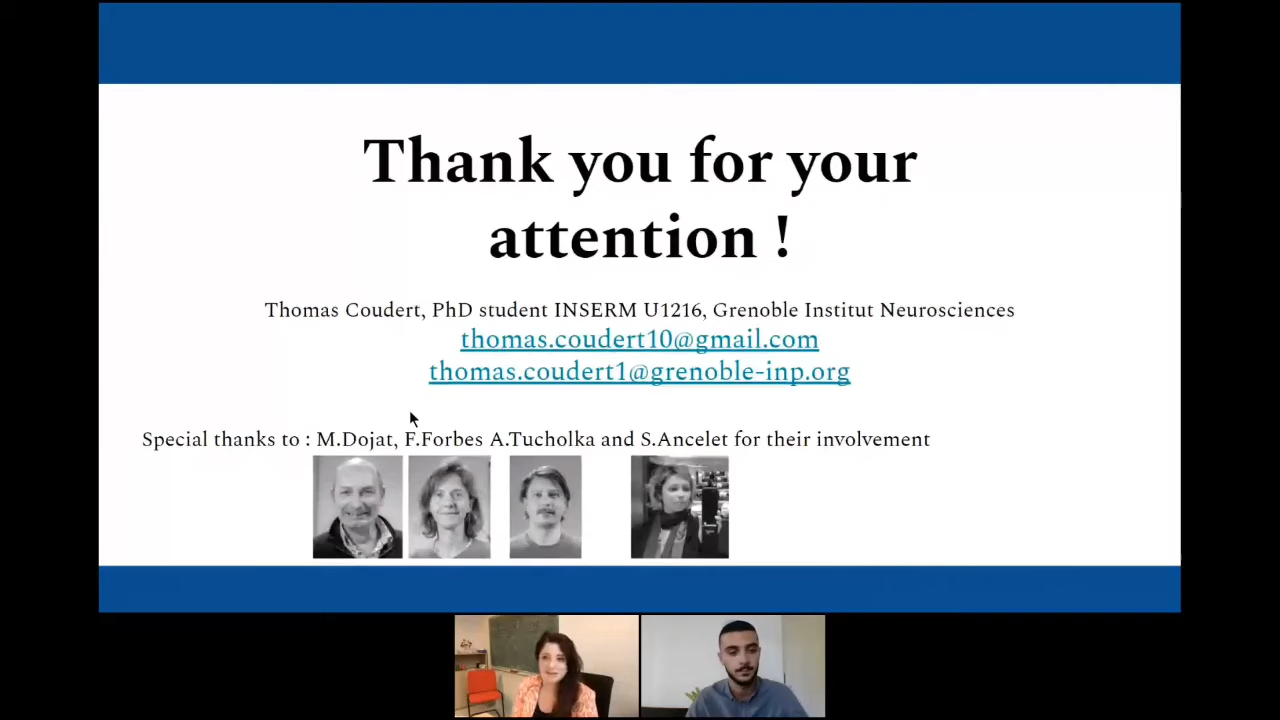 Thank you for your
attention !
Thomas Coudert, PhD student INSERM U1216, Grenoble Institut Neurosciences
thomas.coudert10@gmail.com
thomas.coudert1@grenoble-inp.org
Special thanks to : M.Dojat, F.Forbes A.Tucholka and S.Ancelet for their involvement